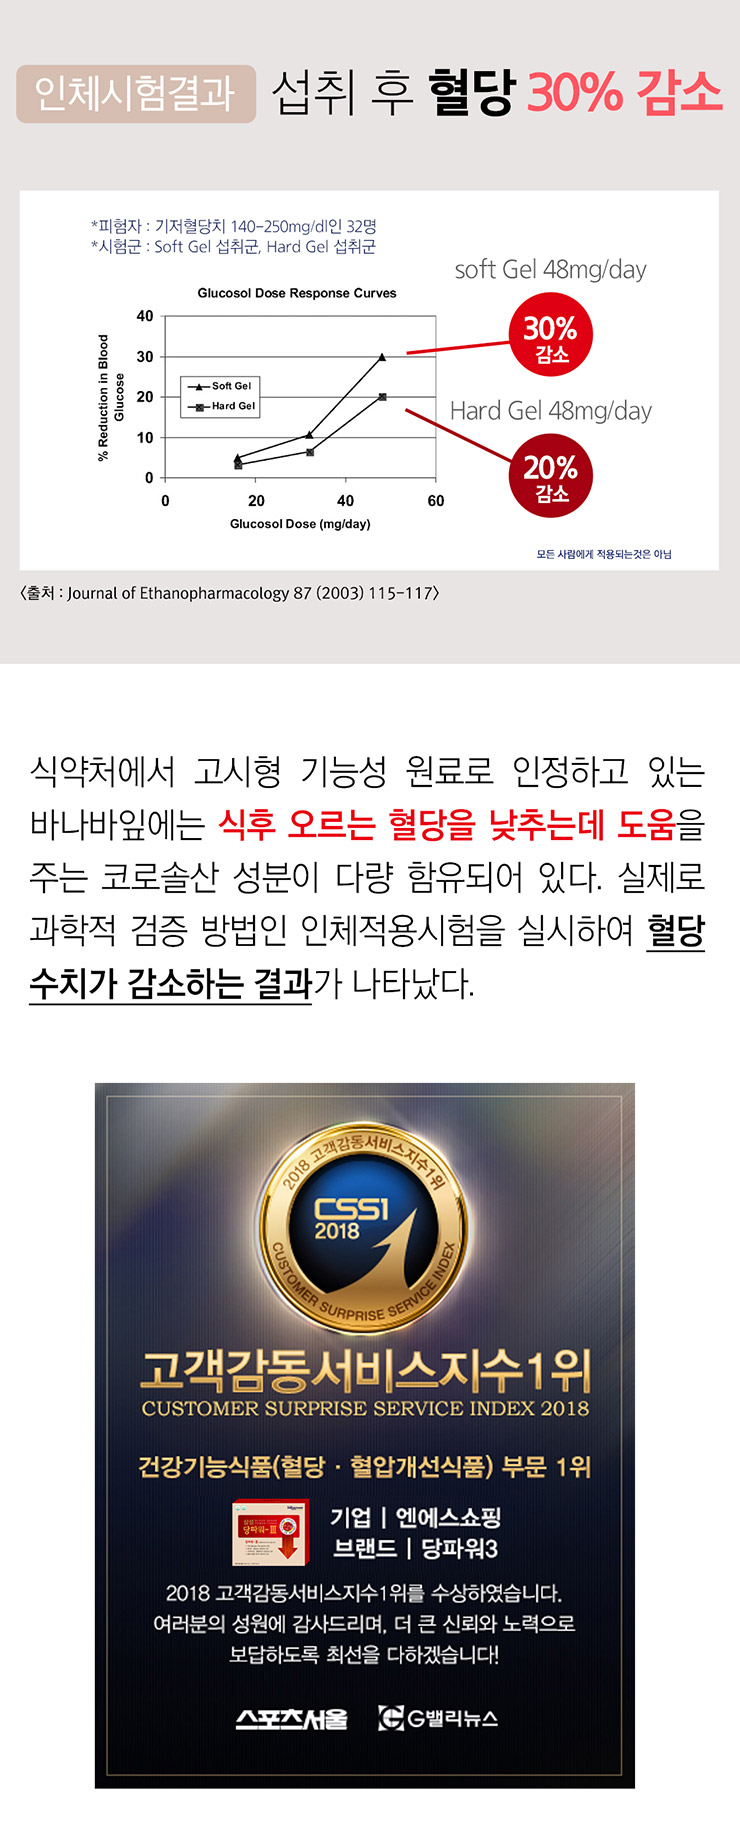 인체시험결과 섭취 후 혈당 30% 감소
*피험자 : 기저혈당치 140-250mg/dl인 32명
*시험군 : Soft Gel 섭취군, Hard Gel 섭취군
soft Gel 48mg/day
30%
감소
Glucosol Dose Response Curves
% Reduction in Blood
Glucose
40
30
20
10
0
Soft Gel
Hard Gel
0 20 40 60
Glucosol Dose (mg/day)
Hard Gel 48mg/day
20%
감소
모든 사람에게 적용되는것은 아님
<출처 : Journal of Ethanopharmacology 87 (2003) 115-117>
식약처에서 고시형 기능성 원료로 인정하고 있는
바나바잎에는 식후 오르는 혈당을 낮추는데 도움을
주는 코로솔산 성분이 다량 함유되어 있다. 실제로
과학적 검증 방법인 인체적용시험을 실시하여 혈당
수치가 감소하는 결과가 나타났다.
2018 고객감동서비스지수1위
CSSI
2018
CUSTOMER SURPRISE SERVICE INDEX
고객감동서비스지수1위
CUSTOMER SURPRISE SERVICE INDEX 2018
건강기능식품(혈당 · 혈압개선식품) 부문 1위
당파워-III
기업 | 엔에스쇼핑
브랜드 | 당파워3
2018 고객감동서비스지수1위를 수상하였습니다.
여러분의 성원에 감사드리며, 더 큰 신뢰와 노력으로
보답하도록 최선을 다하겠습니다!
스포츠서울 G밸리뉴스